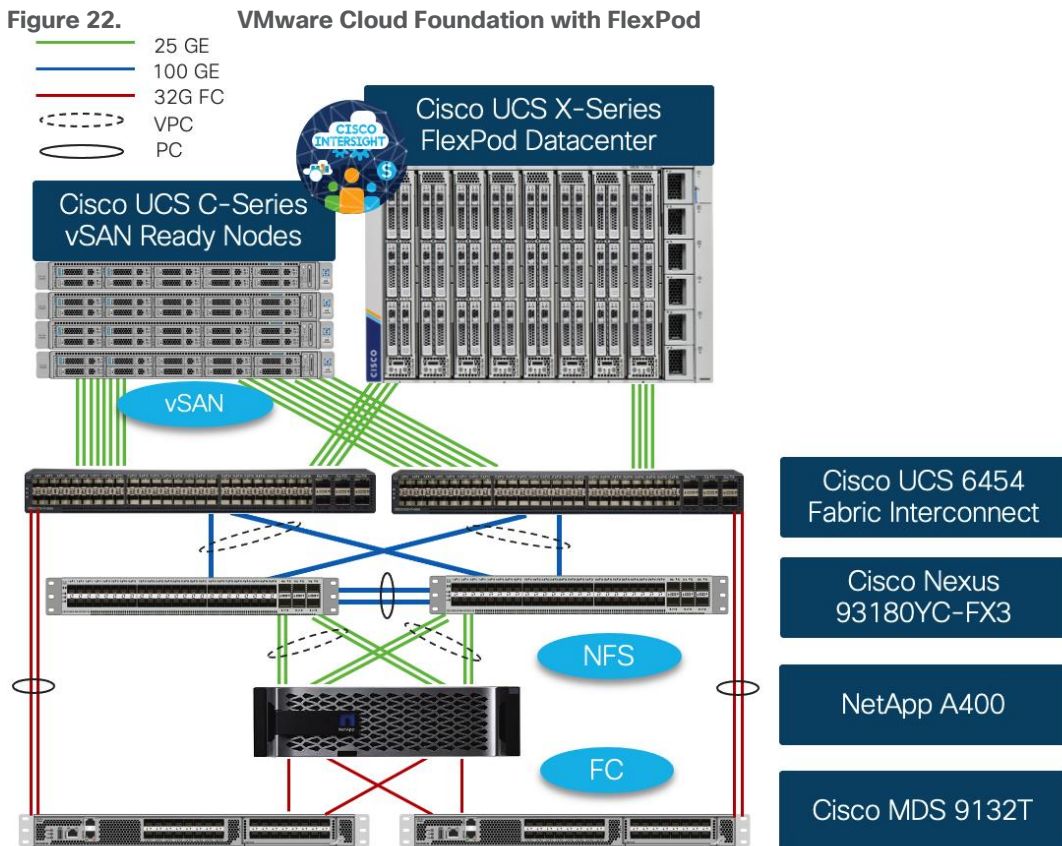 Figure 22. VMware Cloud Foundation with FlexPod
25 GE
100 GE
32G FC
VPC
PC
CISCO
INTERSIGHT
$
Cisco UCS X-Series
FlexPod Datacenter
Cisco UCS C-Series
vSAN Ready Nodes
CISCO
vSAN
Cisco UCS 6454
Fabric Interconnect
Cisco Nexus
93180YC-FX3
NFS
NetApp
NetApp A400
FC
Cisco MDS 9132T